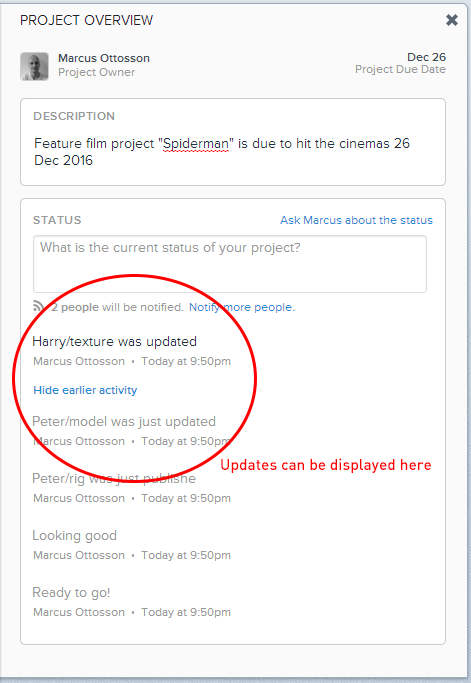 PROJECT OVERVIEW
Marcus Ottosson
Project Owner
Dec 26
Project Due Date
DESCRIPTION
Feature film project "Spiderman" is due to hit the cinemas 26
Dec 2016
STATUS
Ask Marcus about the status
What is the current status of your project?
2 people will be notified. Notify more people.
Harry/texture was updated
Marcus Ottosson • Today at 9:50pm
Hide earlier activity
Peter/model was just updated
Marcus Ottosson • Today at 9:50pm
Updates can be displayed here
Peter/rig was just publishe
Marcus Ottosson • Today at 9:50pm
Looking good
Marcus Ottosson • Today at 9:50pm
Ready to go!
Marcus Ottosson • Today at 9:50pm